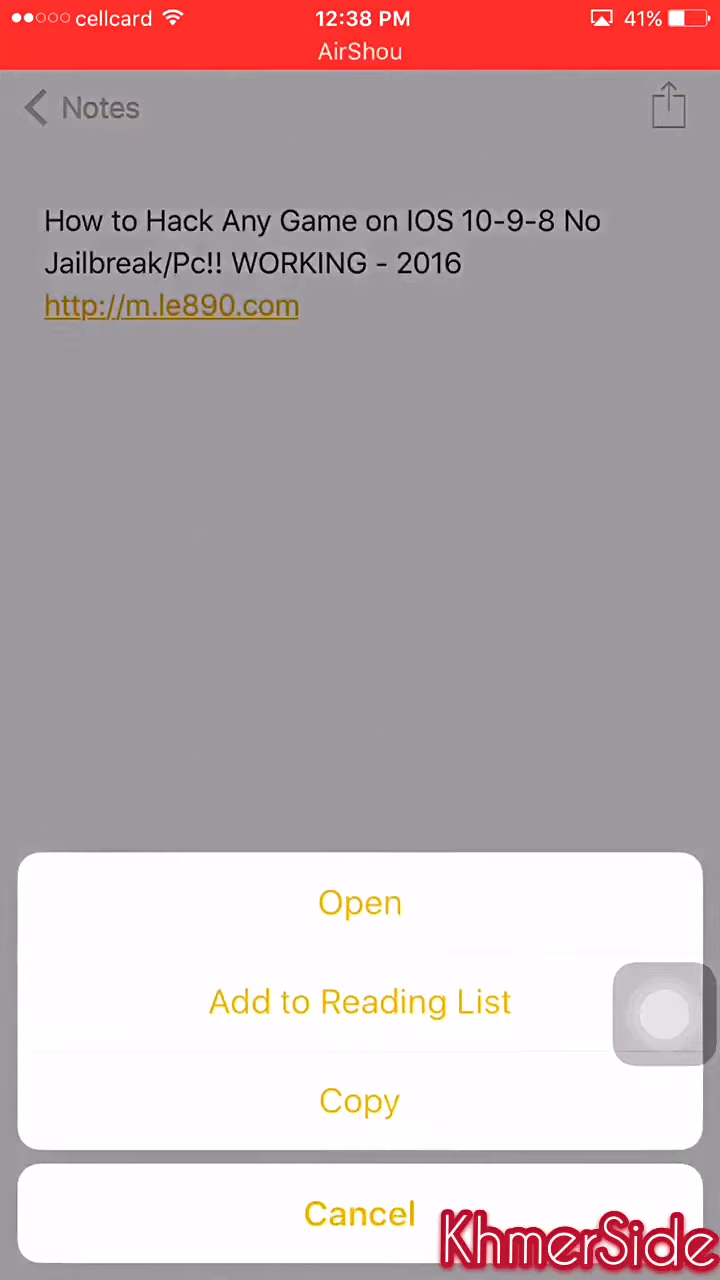 cellcard 12:38 PM 41%
AirShou
Notes
How to Hack Any Game on IOS 10-9-8 No
Jailbreak/Pc!! WORKING - 2016
http://m.le890.com
Open
Add to Reading List
Copy
Cancel
KhmerSide